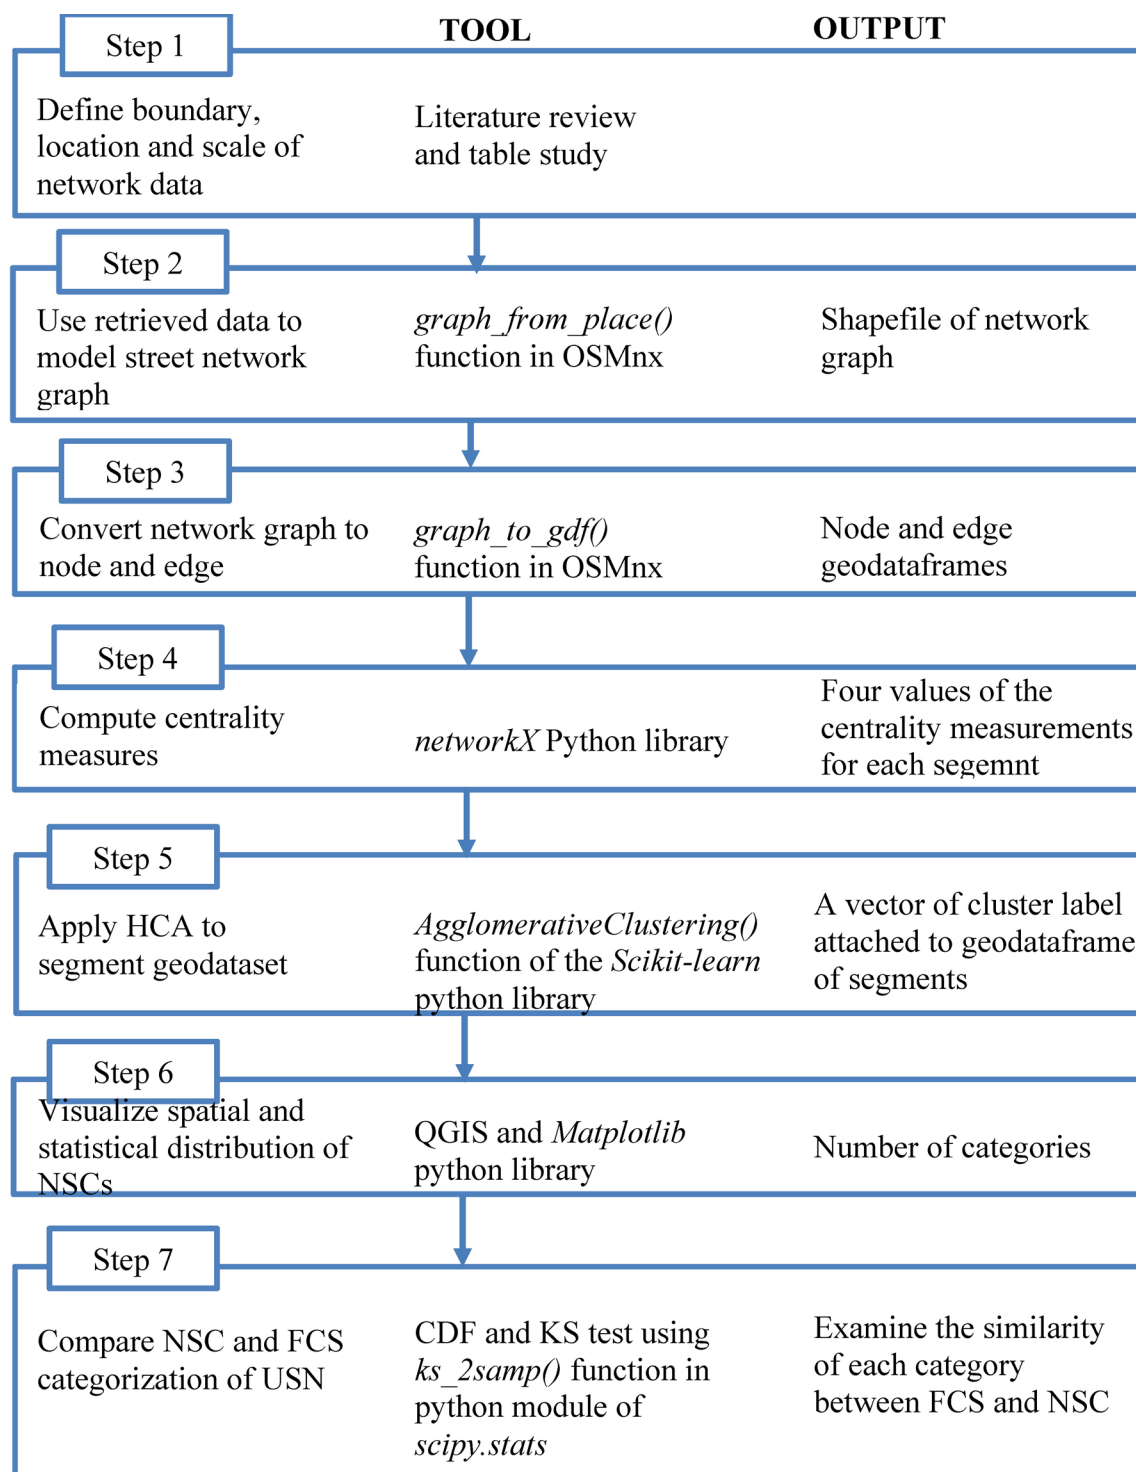 TOOL
OUTPUT
Step 1
Define boundary,
location and scale of
network data
Literature review
and table study
Step 2
Use retrieved data to
model street network
graph
graph_from_place()
function in OSMnx
Shapefile of network
graph
Step 3
Convert network graph to
node and edge
graph_to_gdf()
function in OSMnx
Node and edge
geodataframes
Step 4
Compute centrality
measures
networkX Python library
Four values of the
centrality measurements
for each segemnt
Step 5
Apply HCA to
segment geodataset
AgglomerativeClustering()
function of the Scikit-learn
python library
A vector of cluster label
attached to geodataframe
of segments
Step 6
Visualize spatial and
statistical distribution of
NSCs
QGIS and Matplotlib
python library
Number of categories
Step 7
Compare NSC and FCS
categorization of USN
CDF and KS test using
ks_2samp() function in
python module of
scipy.stats
Examine the similarity
of each category
between FCS and NSC